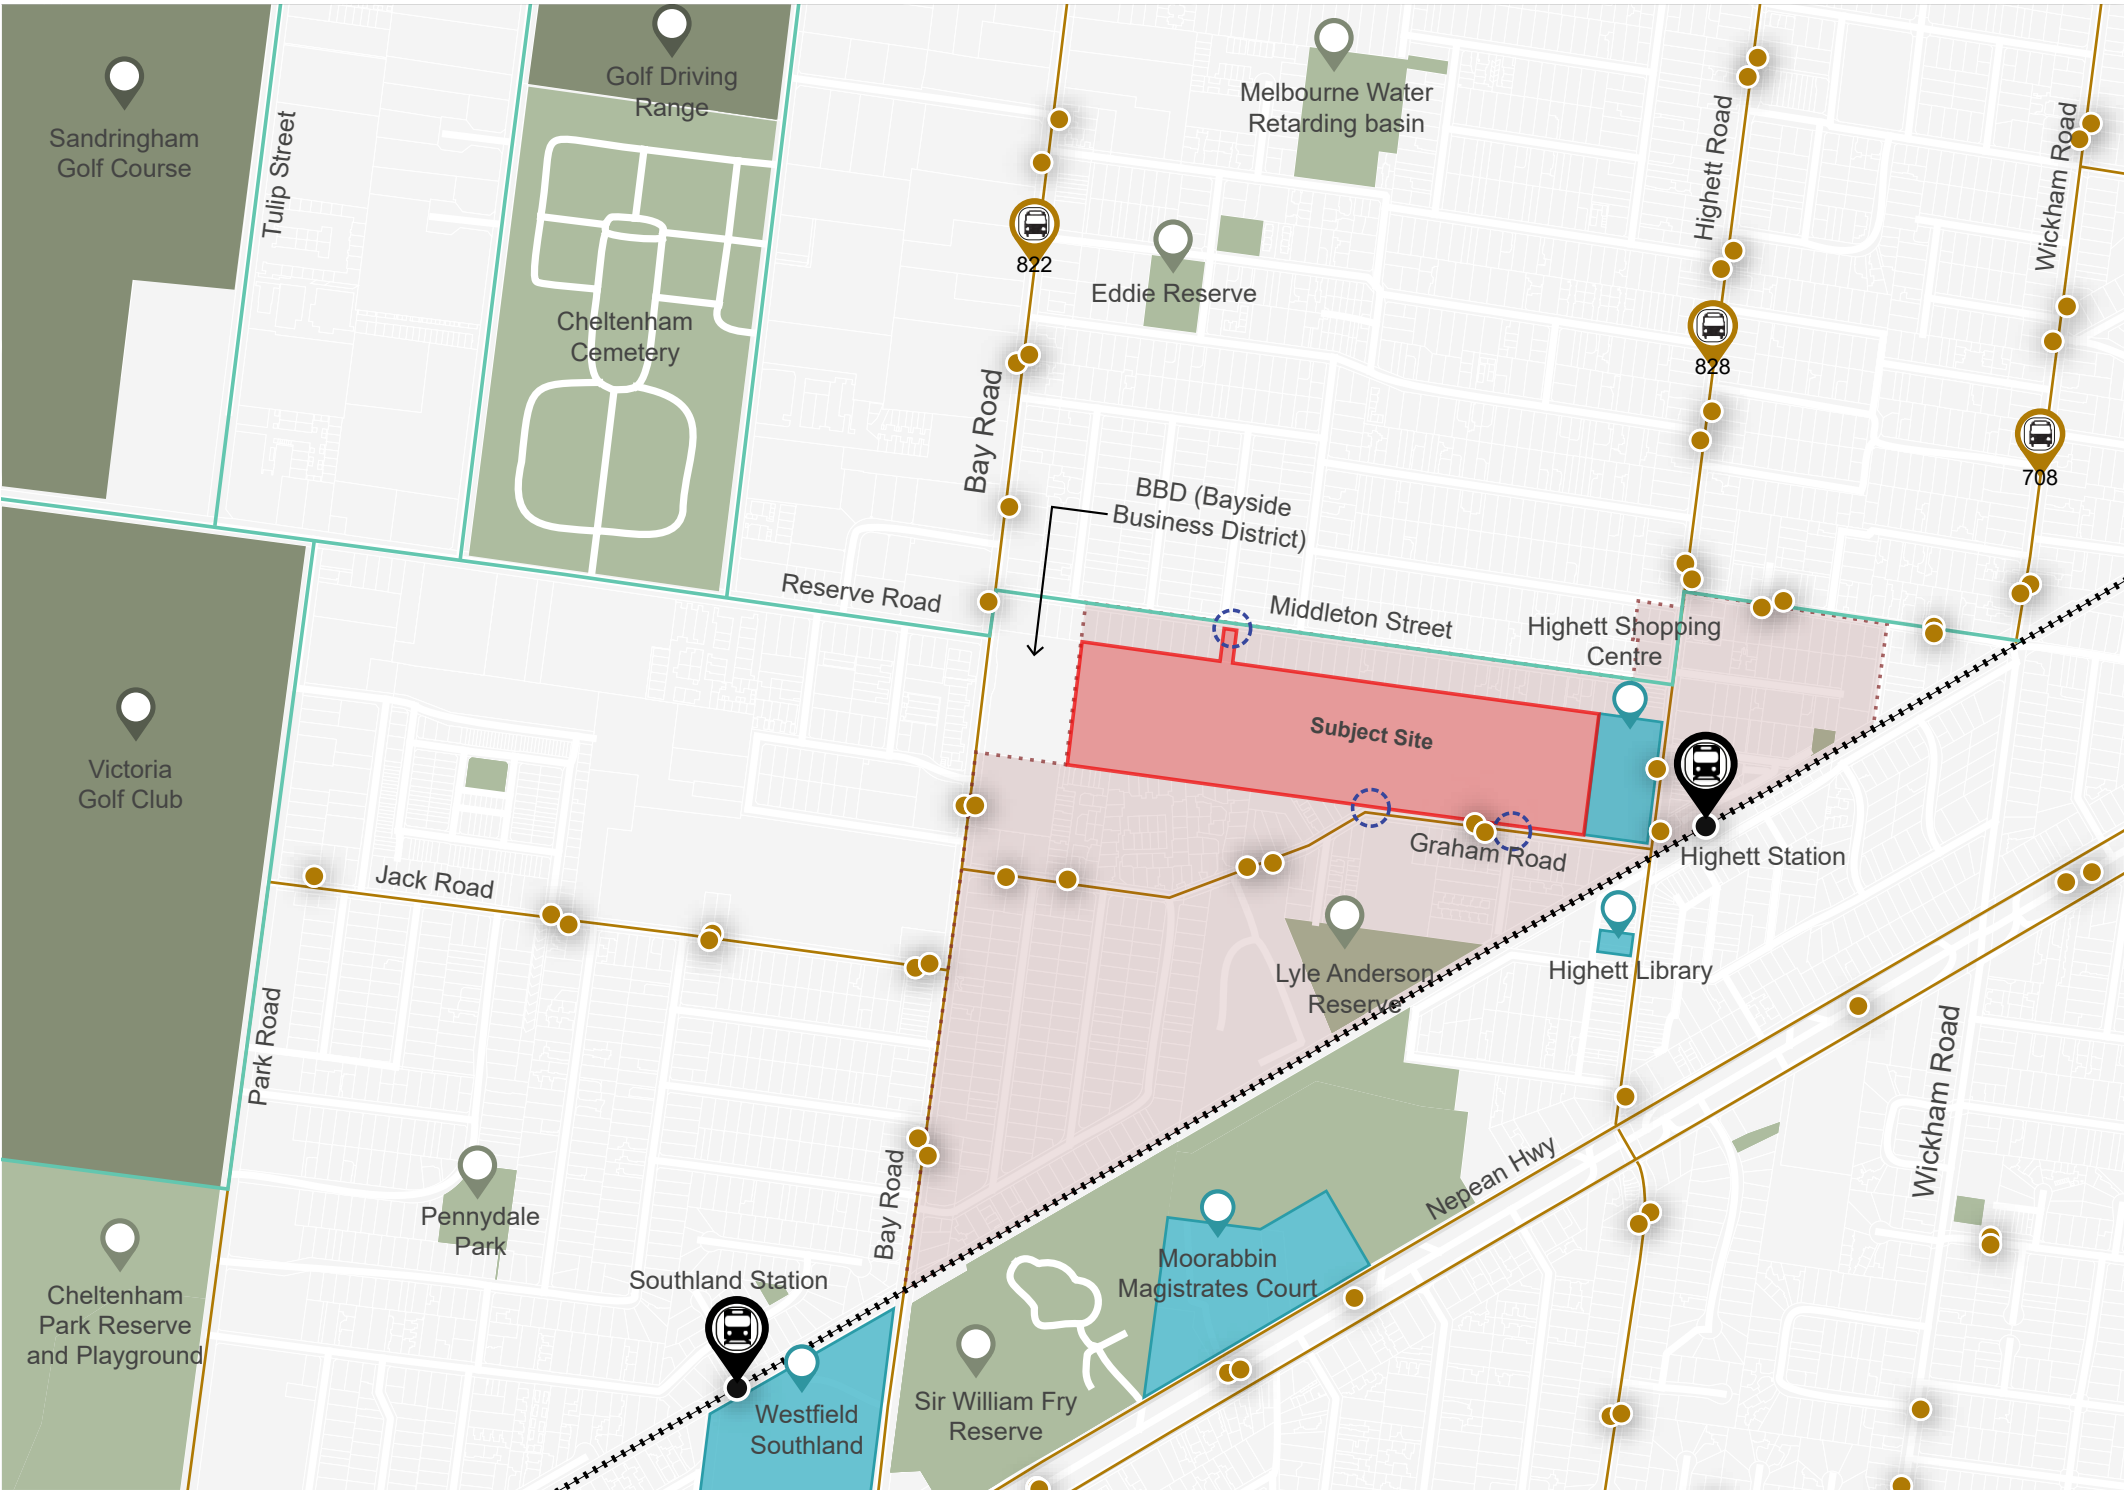 Golf Driving
Range
Melbourne Water
Retarding basin
Sandringham
Golf Course
Tulip Street
Highett Road
Wickham Road
822
Eddie Reserve
Cheltenham
Cemetery
828
Bay Road
708
BBD (Bayside
Business District)
Reserve Road
Middleton Street
Highett Shopping
Centre
Subject Site
Victoria
Golf Club
Graham Road
Highett Station
Jack Road
Lyle Anderson
Reserve
Highett Library
Park Road
Wickham Road
Nepean Hwy
Bay Road
Pennydale
Park
Moorabbin
Magistrates Court
Southland Station
Cheltenham
Park Reserve
and Playground
Westfield
Southland
Sir William Fry
Reserve